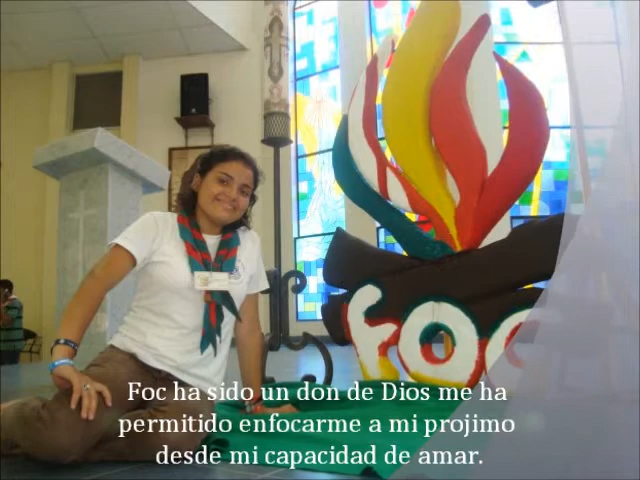 Foc
Foc ha sido un don de Dios me ha
permitido enfocarme a mi projimo
desde mi capacidad de amar.